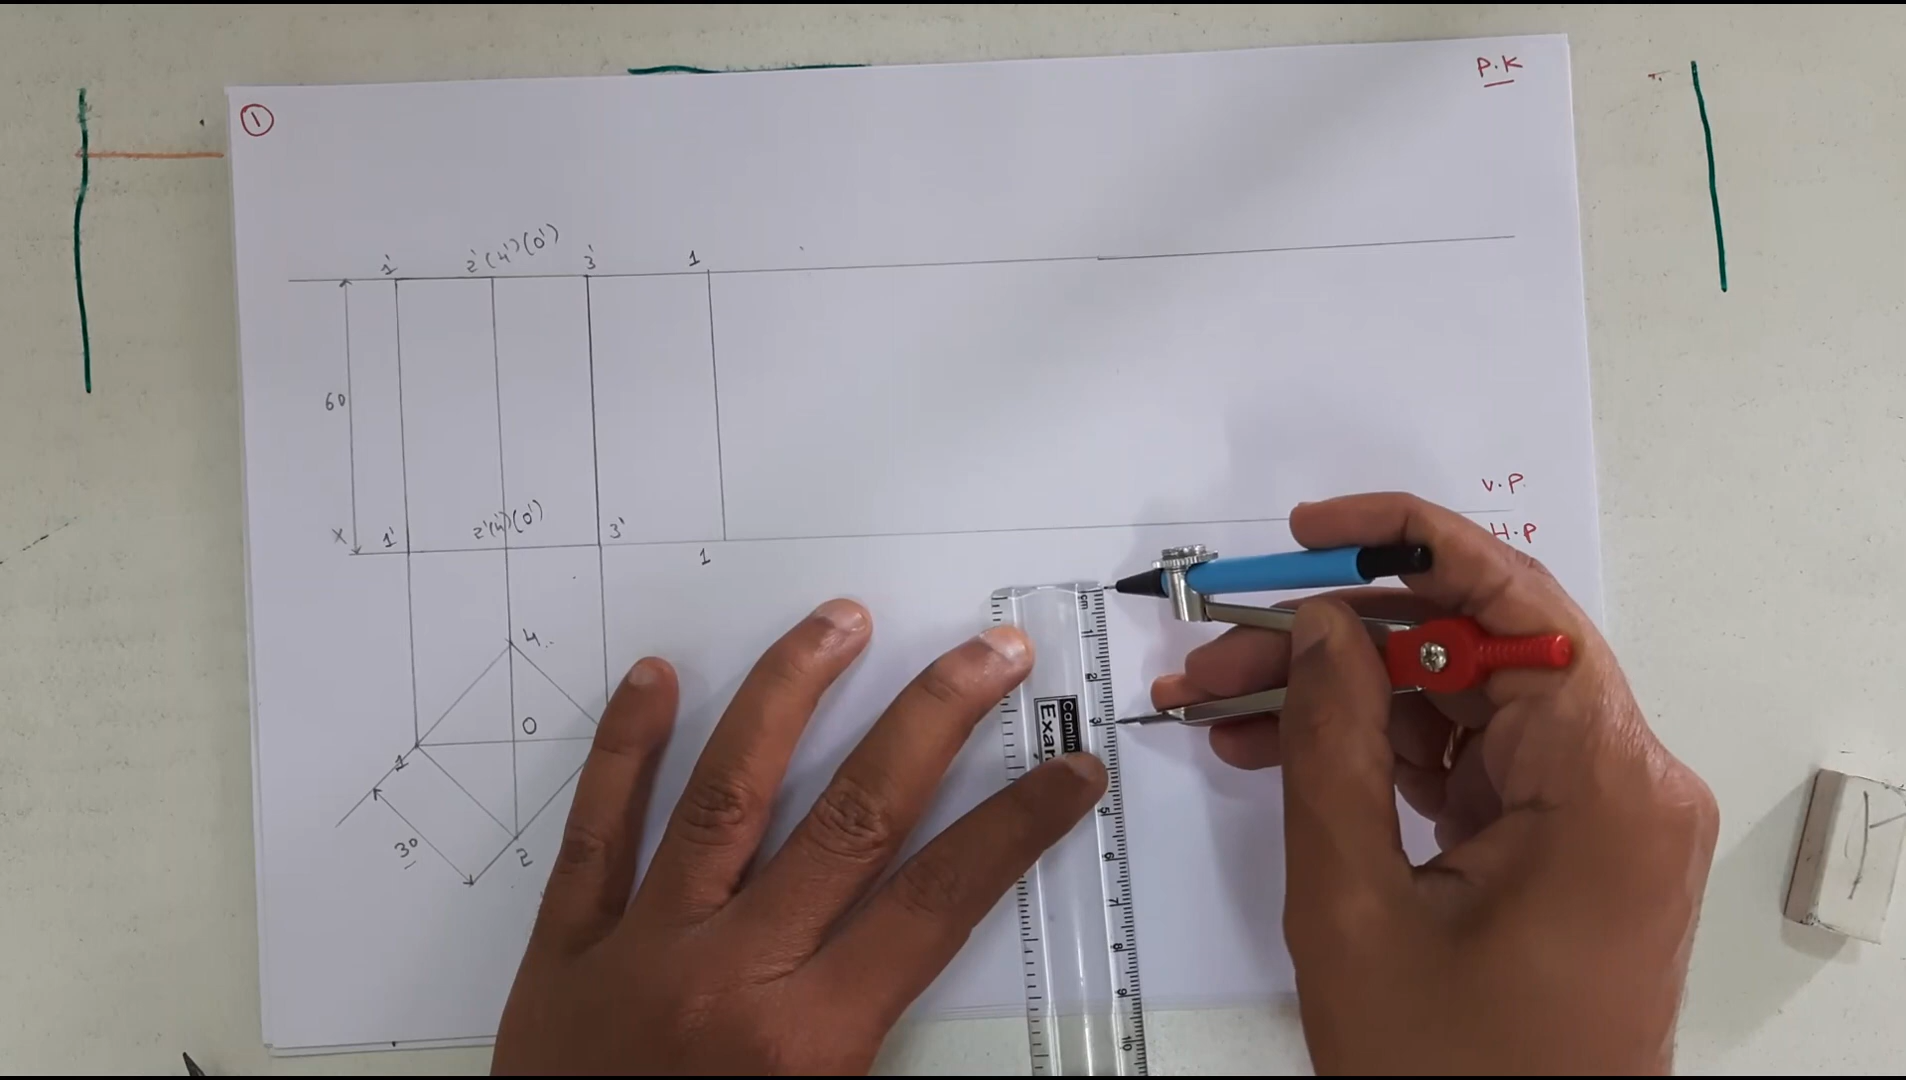 P.K
1
1' 2'(4')(0') 3' 1
60
V.P
X 1' 2'(4')(0') 3' 1
H.P
4
0
1
30
2
cm 1 2 3 5 6 7 8 9 10
Camlin
Exam